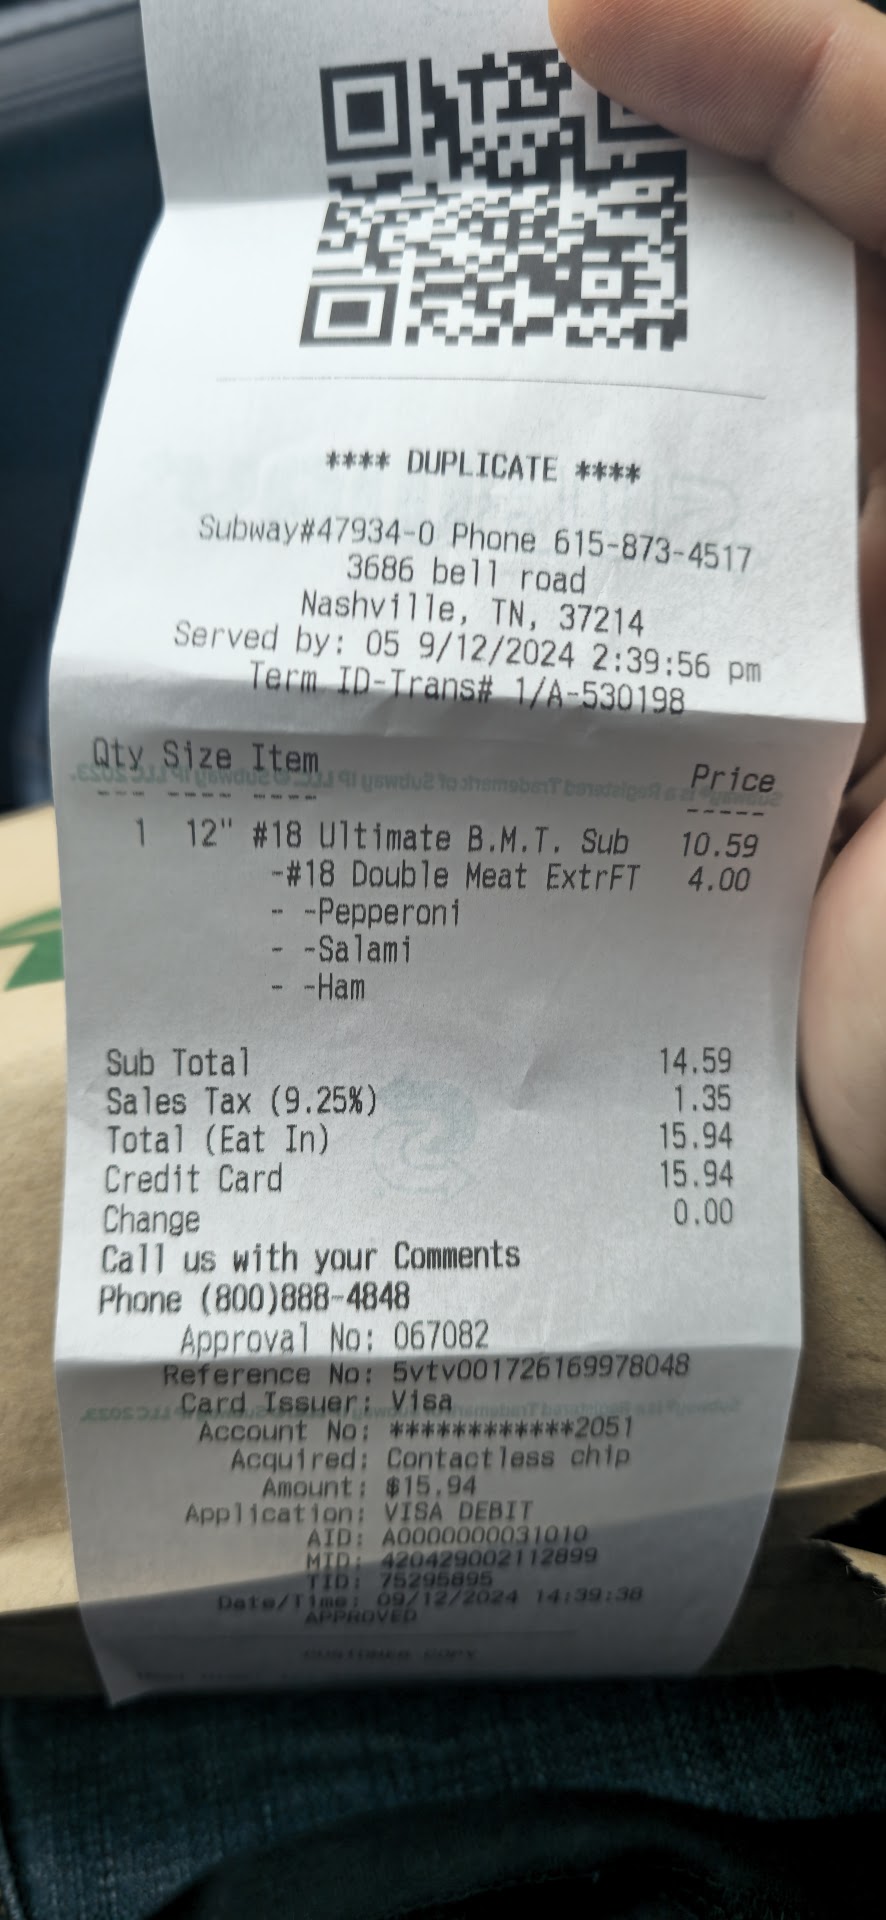 **** DUPLICATE ****
Subway#47934-0 Phone 615-873-4517
3686 bell road
Nashville, TN, 37214
Served by: 05 9/12/2024 2:39:56 pm
Term ID-Trans# 1/A-530198
Qty Size Item Price
--- ---- ---- -----
1 12" #18 Ultimate B.M.T. Sub 10.59
-#18 Double Meat ExtrFT 4.00
- -Pepperoni
- -Salami
- -Ham
Sub Total 14.59
Sales Tax (9.25%) 1.35
Total (Eat In) 15.94
Credit Card 15.94
Change 0.00
Call us with your Comments
Phone (800)888-4848
Approval No: 067082
Reference No: 5vtv001726169978048
Card Issuer: Visa
Account No: ************2051
Acquired: Contactless chip
Amount: $15.94
Application: VISA DEBIT
AID: A0000000031010
MID: 420429002112899
TID: 75295895
Date/Time: 09/12/2024 14:39:38
APPROVED
CUSTOMER COPY